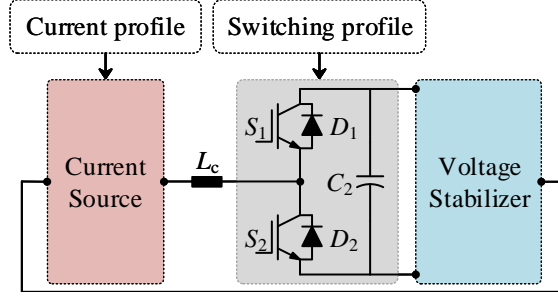 Current profile
Switching profile
S1
D1
Current
Source
Lc
C2
Voltage
Stabilizer
S2
D2